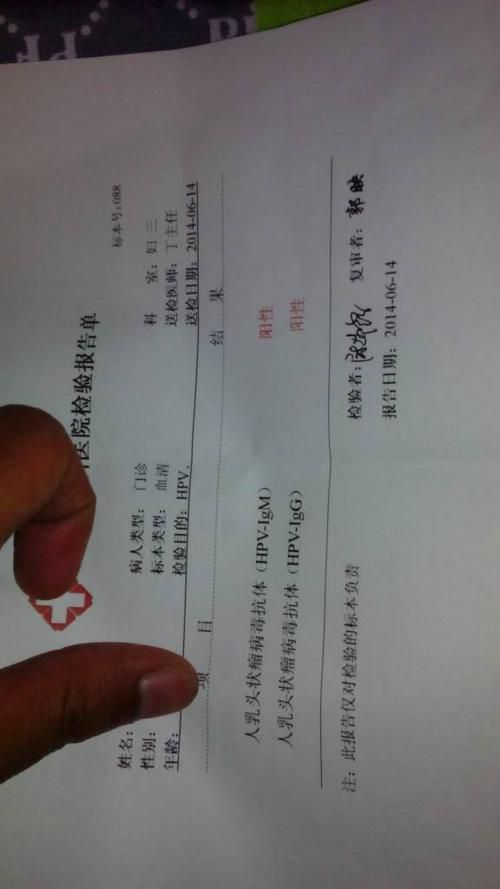 医院检验报告单
标本号:088
姓名: 病人类型: 门诊 科 室: 妇 三
性别: 标本类型: 血清 送检医师: 丁主任
年龄: 检验目的: HPV、 送检日期: 2014-06-14
项 目 结 果
人乳头状瘤病毒抗体（HPV-IgM） 阳性
人乳头状瘤病毒抗体（HPV-IgG） 阳性
注: 此报告仅对检验的标本负责 检验者: 复审者: 郭映
报告日期: 2014-06-14